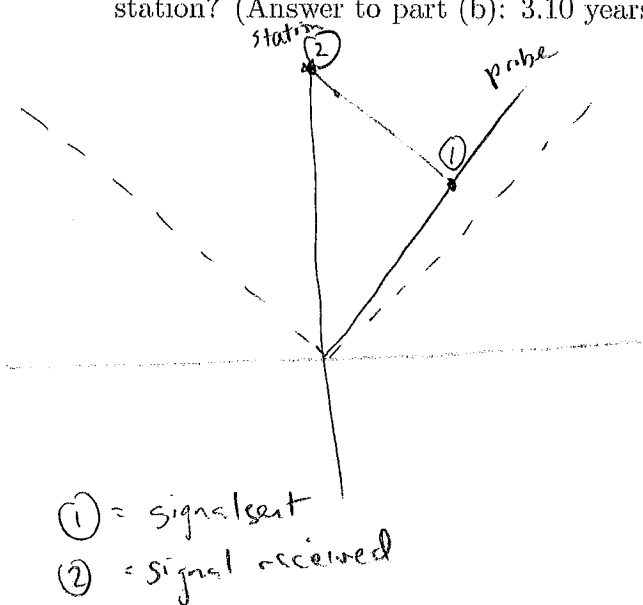 station? (Answer to part (b): 3.10 years
station
2
probe
1
1 = signal sent
2 = signal received